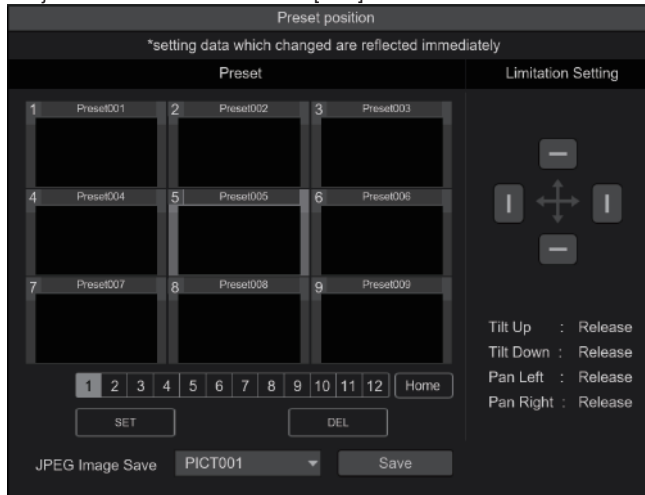 Preset position
*setting data which changed are reflected immediately
Preset
Limitation Setting
1 Preset001 2 Preset002 3 Preset003
4 Preset004 5 Preset005 6 Preset006
7 Preset007 8 Preset008 9 Preset009
Tilt Up : Release
Tilt Down : Release
Pan Left : Release
Pan Right : Release
1 2 3 4 5 6 7 8 9 10 11 12 Home
SET DEL
JPEG Image Save PICT001 Save